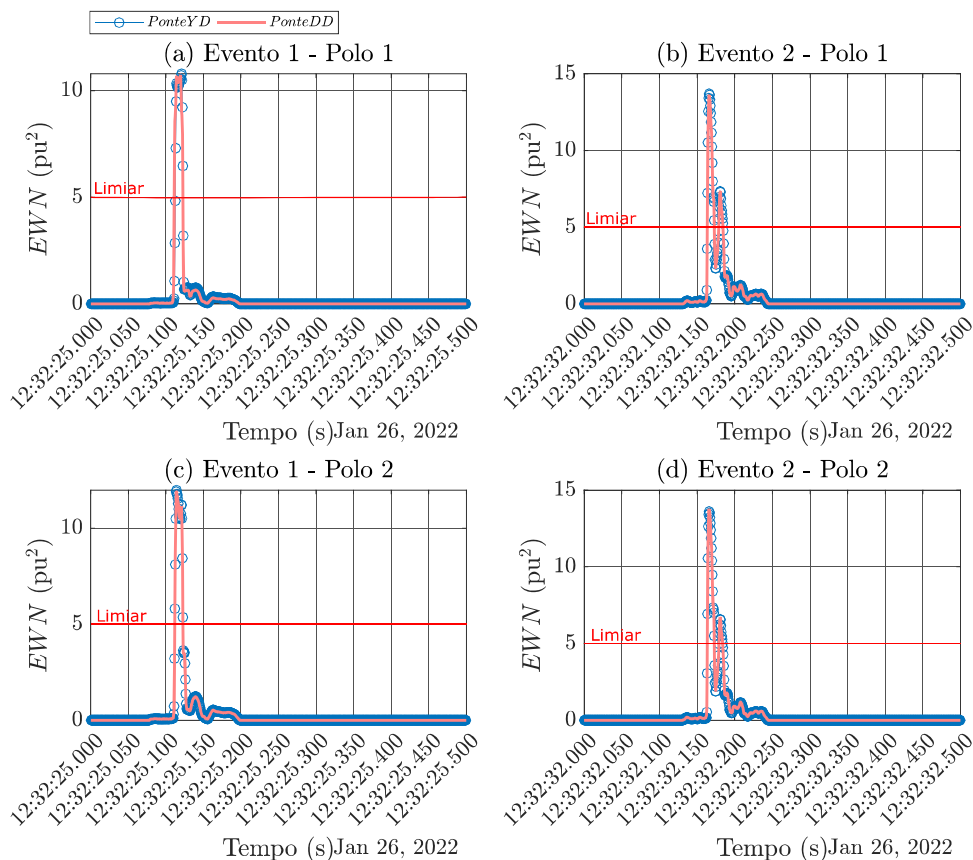 PonteYD PonteDD
(a) Evento 1 - Polo 1
EWN (pu²)
10
5
0
Limiar
12:32:25.000
12:32:25.050
12:32:25.100
12:32:25.150
12:32:25.200
12:32:25.250
12:32:25.300
12:32:25.350
12:32:25.400
12:32:25.450
12:32:25.500
Tempo (s)
Jan 26, 2022
(b) Evento 2 - Polo 1
EWN (pu²)
15
10
5
0
Limiar
12:32:32.000
12:32:32.050
12:32:32.100
12:32:32.150
12:32:32.200
12:32:32.250
12:32:32.300
12:32:32.350
12:32:32.400
12:32:32.450
12:32:32.500
Tempo (s)
Jan 26, 2022
(c) Evento 1 - Polo 2
EWN (pu²)
10
5
0
Limiar
12:32:25.000
12:32:25.050
12:32:25.100
12:32:25.150
12:32:25.200
12:32:25.250
12:32:25.300
12:32:25.350
12:32:25.400
12:32:25.450
12:32:25.500
Tempo (s)
Jan 26, 2022
(d) Evento 2 - Polo 2
EWN (pu²)
15
10
5
0
Limiar
12:32:32.000
12:32:32.050
12:32:32.100
12:32:32.150
12:32:32.200
12:32:32.250
12:32:32.300
12:32:32.350
12:32:32.400
12:32:32.450
12:32:32.500
Tempo (s)
Jan 26, 2022